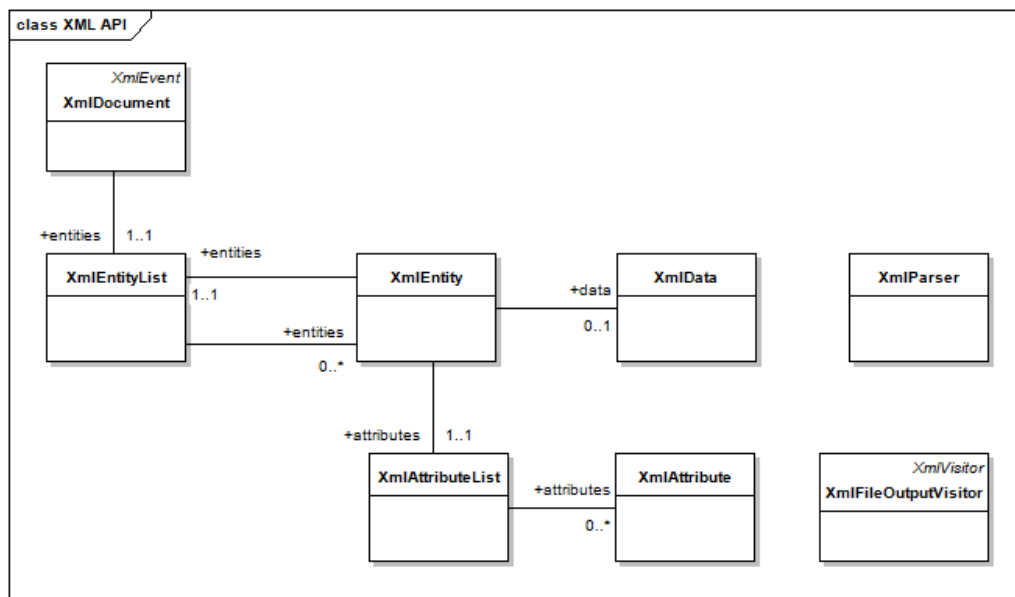 class XML API
XmlEvent
XmlDocument
+entities
1..1
XmlEntityList
+entities
1..1
+entities
0..*
XmlEntity
+data
0..1
XmlData
XmlParser
+attributes
1..1
XmlAttributeList
+attributes
0..*
XmlAttribute
XmlVisitor
XmlFileOutputVisitor